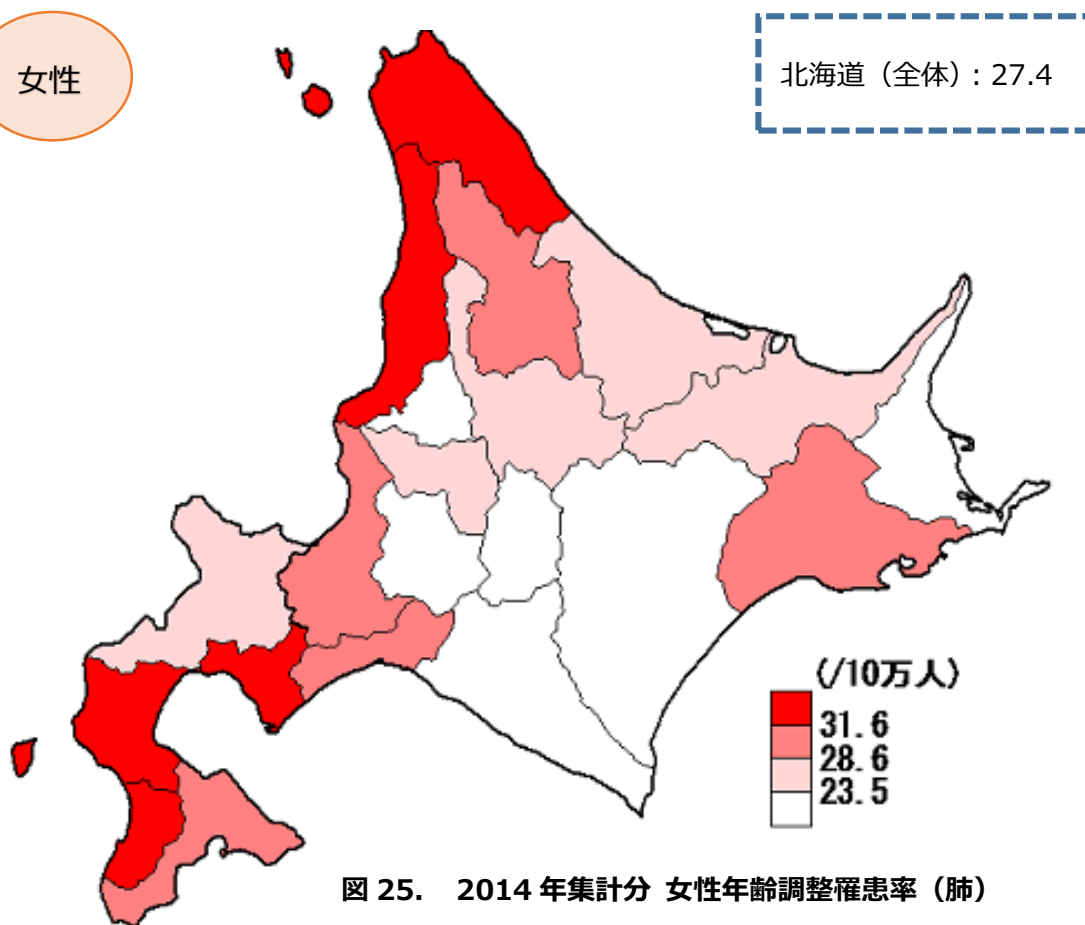 女性
北海道（全体）: 27.4
(/10万人)
31.6
28.6
23.5
図 25. 2014 年集計分 女性年齢調整罹患率（肺）